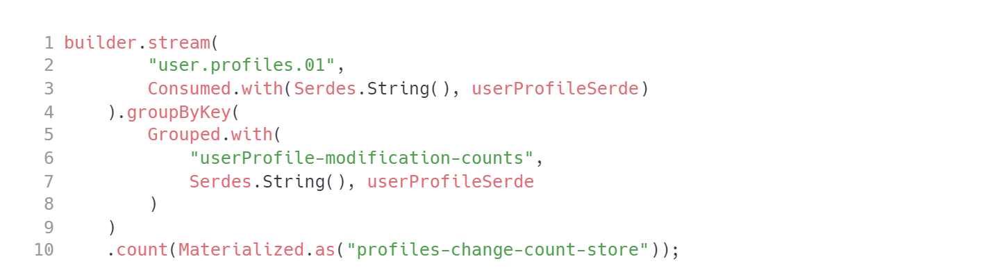 1 builder.stream(
2         "user.profiles.01",
3         Consumed.with(Serdes.String(), userProfileSerde)
4     ).groupByKey(
5         Grouped.with(
6             "userProfile-modification-counts",
7             Serdes.String(), userProfileSerde
8         )
9     )
10     .count(Materialized.as("profiles-change-count-store"));